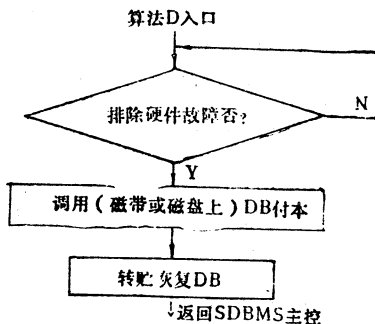 算法D入口
排除硬件故障否?
N
Y
调用(磁带或磁盘上)DB付本
转贮恢复DB
↓返回SDBMS主控